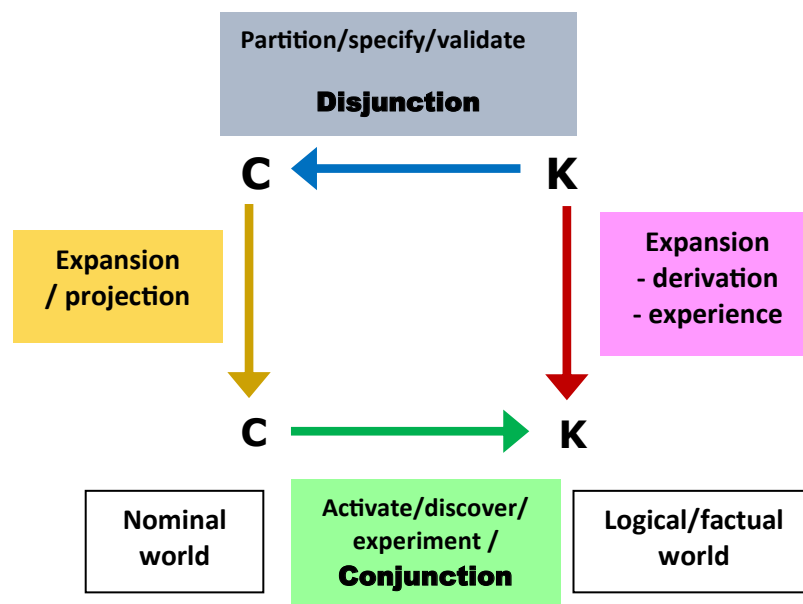 Partition/specify/validate
Disjunction
C
K
Expansion
/ projection
Expansion
- derivation
- experience
C
K
Nominal
world
Activate/discover/
experiment /
Conjunction
Logical/factual
world